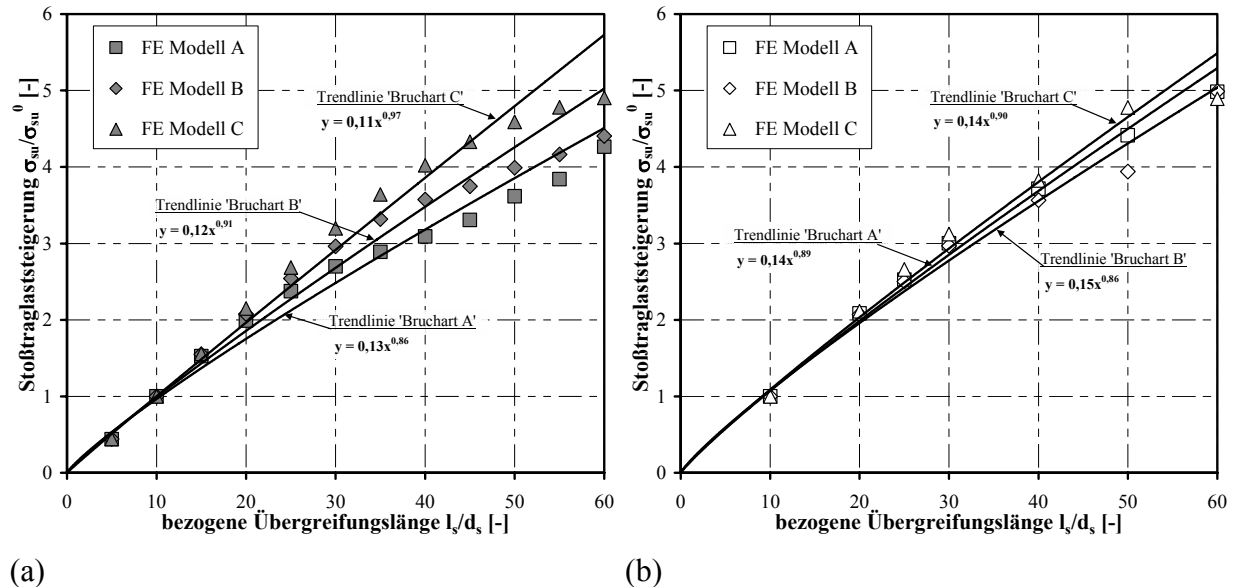 Stoßtraglaststeigerung σsu/σsu⁰ [-]
6
5
4
3
2
1
0
FE Modell A
FE Modell B
FE Modell C
Trendlinie 'Bruchart C'
y = 0,11x^0,97
Trendlinie 'Bruchart B'
y = 0,12x^0,91
Trendlinie 'Bruchart A'
y = 0,13x^0,86
0 10 20 30 40 50 60
bezogene Übergreifungslänge ls/ds [-]
(a)
Stoßtraglaststeigerung σsu/σsu⁰ [-]
6
5
4
3
2
1
0
FE Modell A
FE Modell B
FE Modell C
Trendlinie 'Bruchart C'
y = 0,14x^0,90
Trendlinie 'Bruchart A'
y = 0,14x^0,89
Trendlinie 'Bruchart B'
y = 0,15x^0,86
0 10 20 30 40 50 60
bezogene Übergreifungslänge ls/ds [-]
(b)